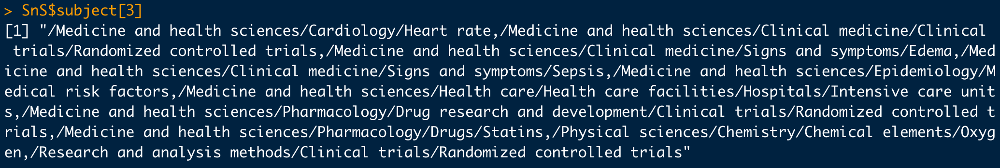 > SnS$subject[3]
[1] "/Medicine and health sciences/Cardiology/Heart rate,/Medicine and health sciences/Clinical medicine/Clinical
 trials/Randomized controlled trials,/Medicine and health sciences/Clinical medicine/Signs and symptoms/Edema,/Med
icine and health sciences/Clinical medicine/Signs and symptoms/Sepsis,/Medicine and health sciences/Epidemiology/M
edical risk factors,/Medicine and health sciences/Health care/Health care facilities/Hospitals/Intensive care unit
s,/Medicine and health sciences/Pharmacology/Drug research and development/Clinical trials/Randomized controlled t
rials,/Medicine and health sciences/Pharmacology/Drugs/Statins,/Physical sciences/Chemistry/Chemical elements/Oxyg
en,/Research and analysis methods/Clinical trials/Randomized controlled trials"